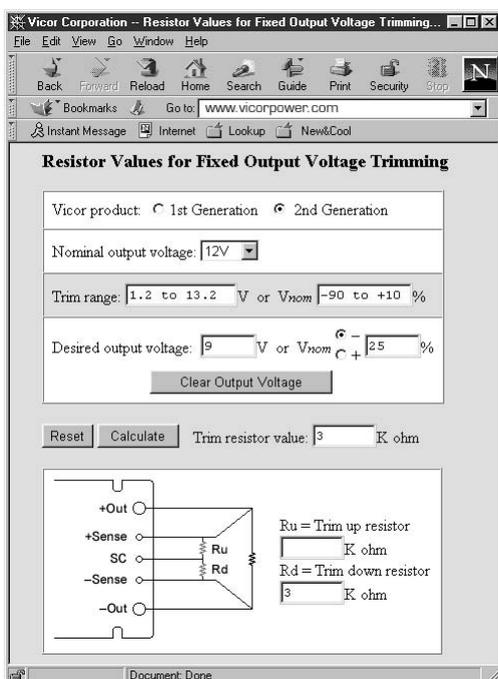 Vicor Corporation -- Resistor Values for Fixed Output Voltage Trimming...
File Edit View Go Window Help
Back Forward Reload Home Search Guide Print Security Stop N
Bookmarks Go to: www.vicorpower.com
Instant Message Internet Lookup New&Cool
Resistor Values for Fixed Output Voltage Trimming
Vicor product: 1st Generation 2nd Generation
Nominal output voltage: 12V
Trim range: 1.2 to 13.2 V or Vnom -90 to +10 %
Desired output voltage: 9 V or Vnom - + 25 %
Clear Output Voltage
Reset Calculate Trim resistor value: 3 K ohm
+Out
+Sense
SC
-Sense
-Out
Ru
Rd
Ru = Trim up resistor
K ohm
Rd = Trim down resistor
3 K ohm
Document: Done